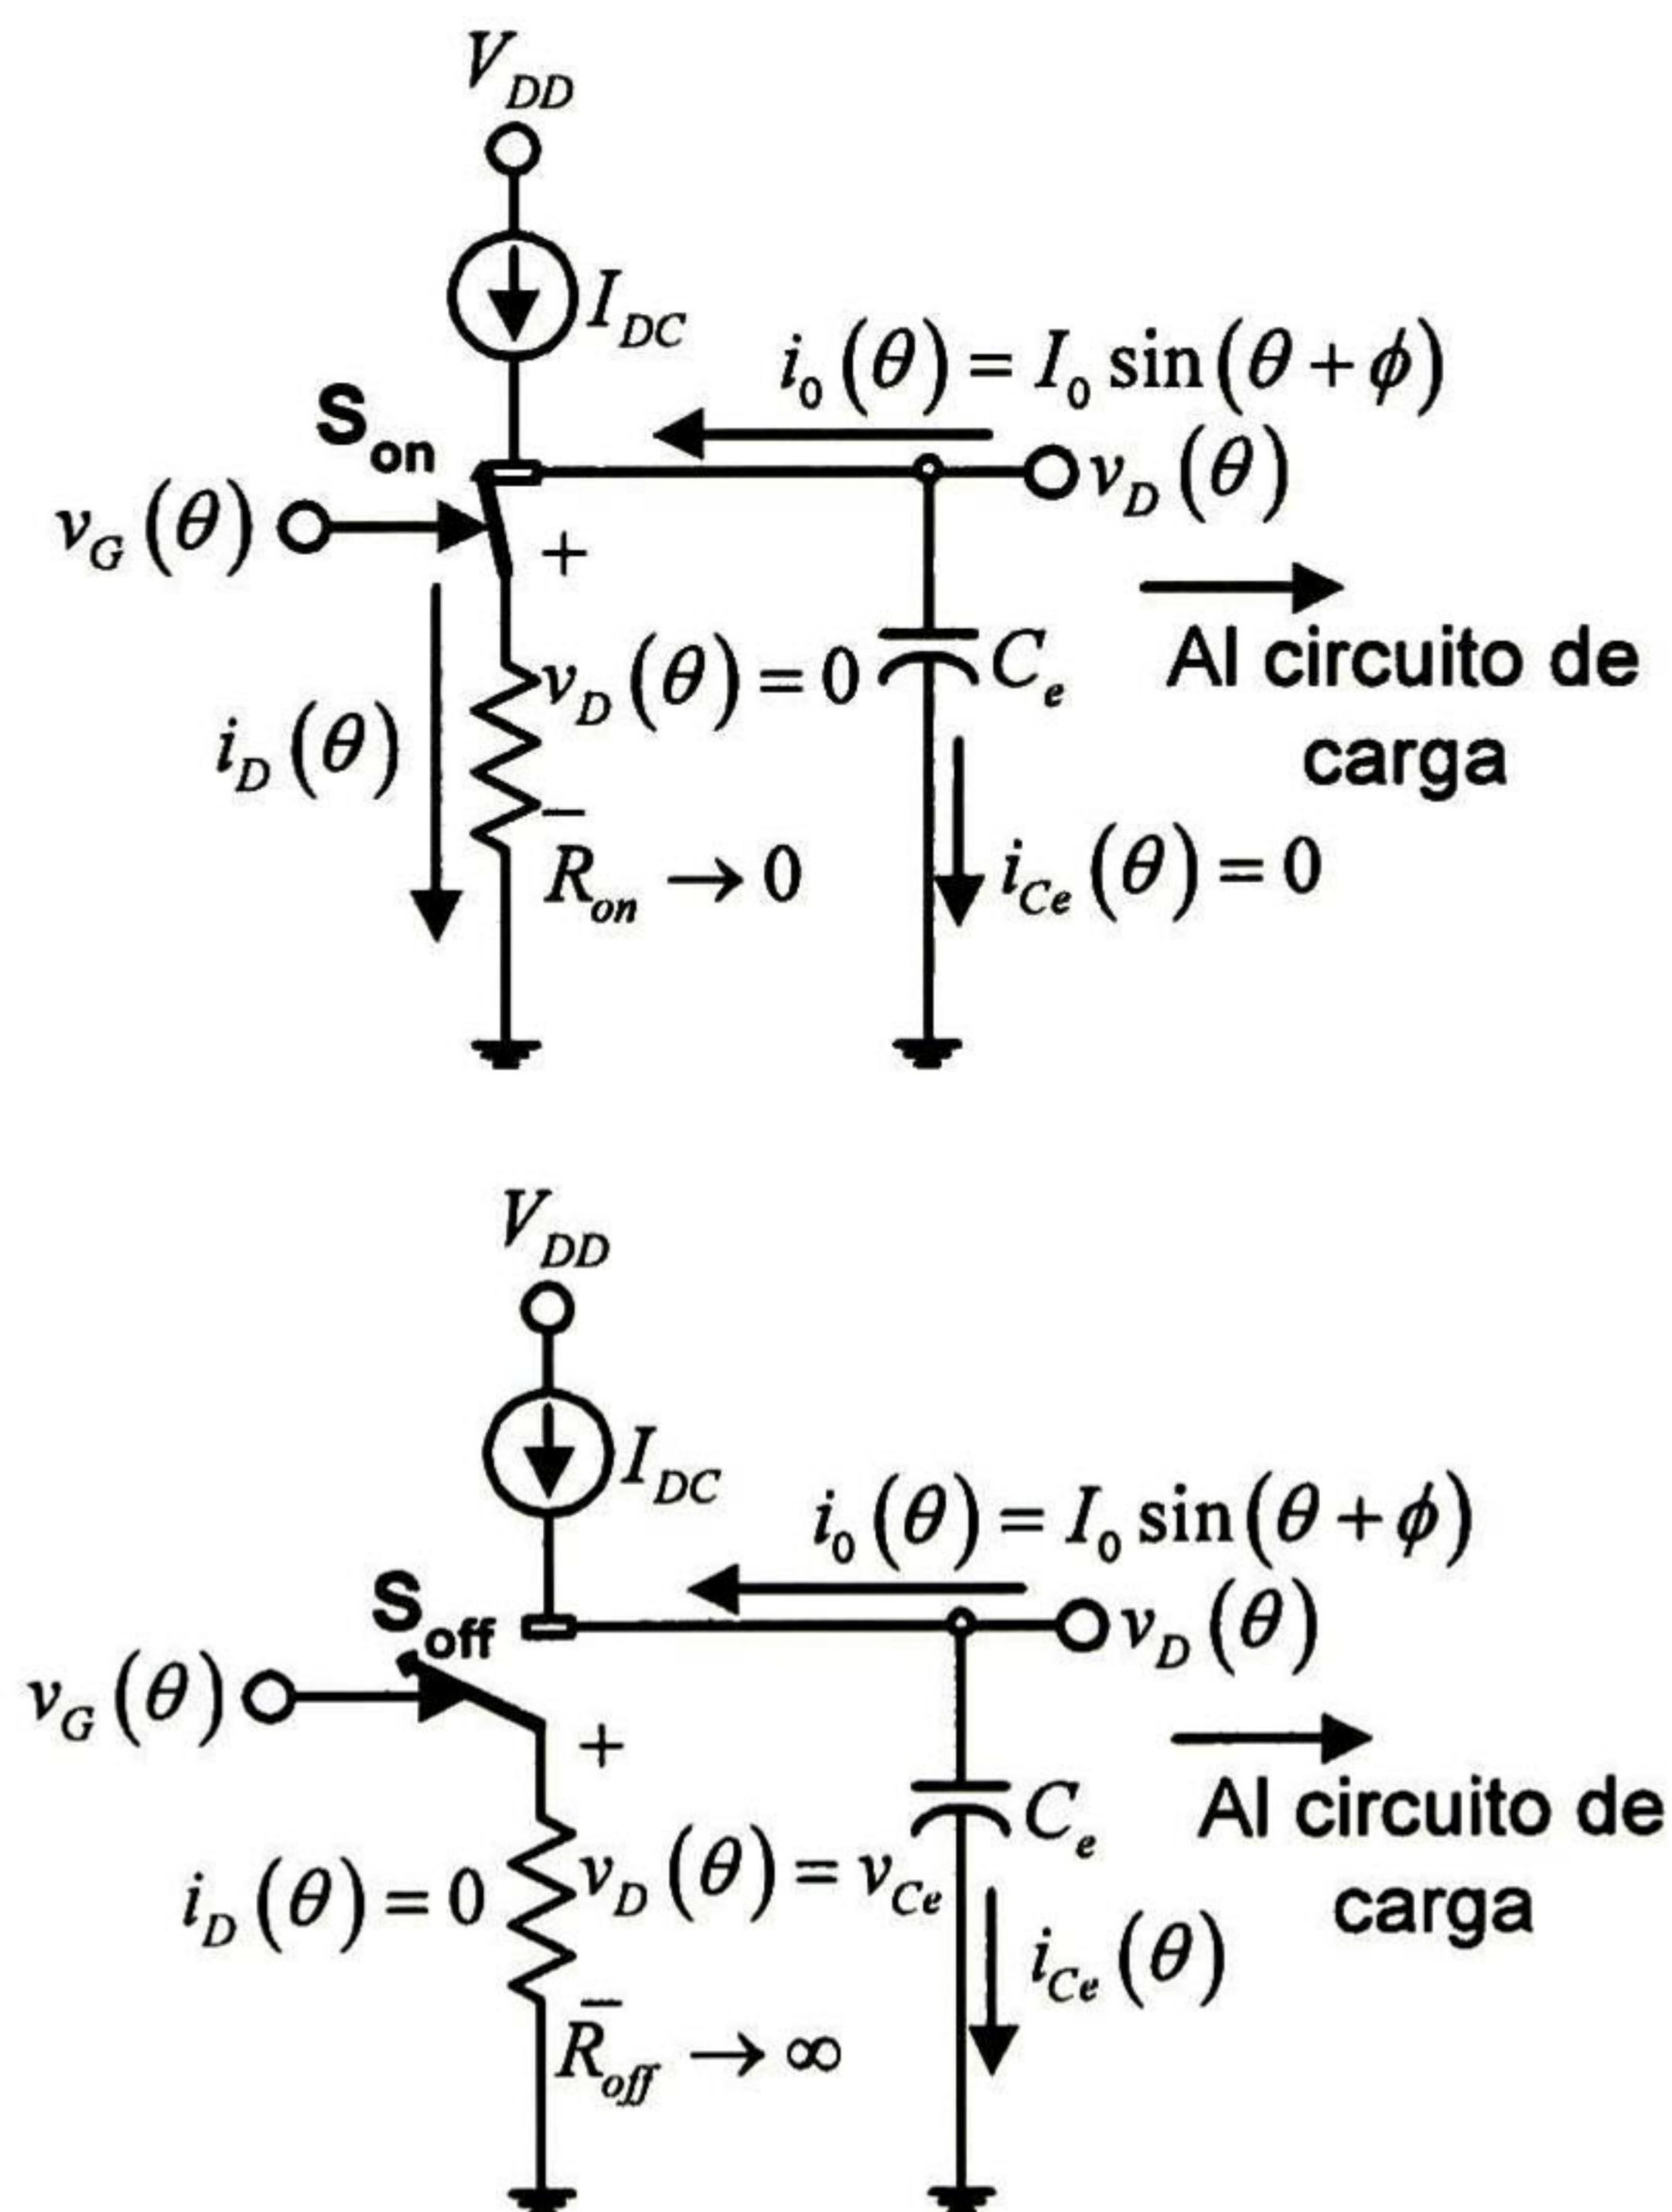 V_DD
I_DC
i_0(θ) = I_0 sin(θ + ϕ)
S_on
v_D(θ)
v_G(θ)
+
v_D(θ) = 0
C_e
Al circuito de
carga
i_D(θ)
−
R_on → 0
i_Ce(θ) = 0
V_DD
I_DC
i_0(θ) = I_0 sin(θ + ϕ)
S_off
v_D(θ)
v_G(θ)
+
C_e
Al circuito de
carga
i_D(θ) = 0
v_D(θ) = v_Ce
i_Ce(θ)
−
R_off → ∞